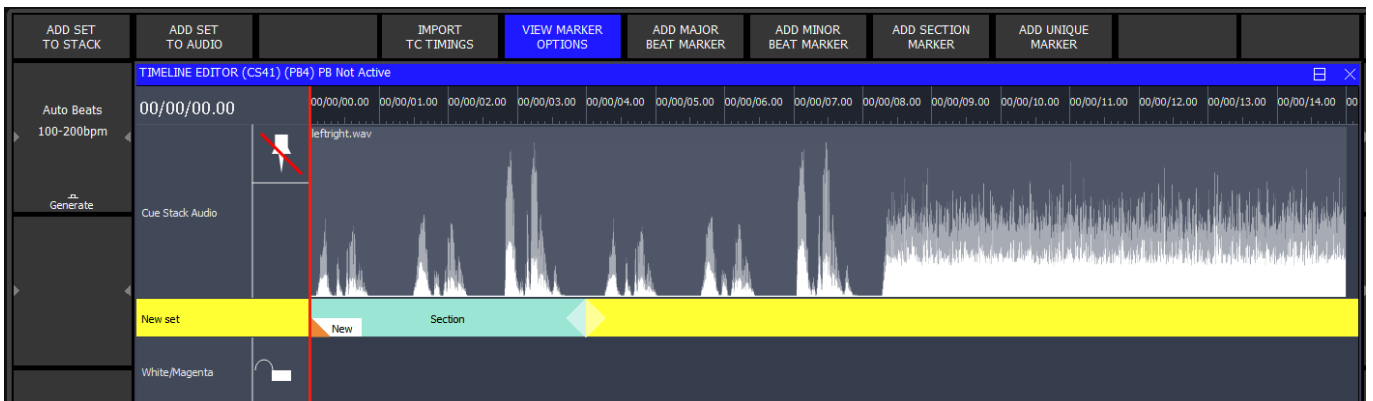 ADD SET
TO STACK
ADD SET
TO AUDIO
IMPORT
TC TIMINGS
VIEW MARKER
OPTIONS
ADD MAJOR
BEAT MARKER
ADD MINOR
BEAT MARKER
ADD SECTION
MARKER
ADD UNIQUE
MARKER
TIMELINE EDITOR (CS41) (PB4) PB Not Active
Auto Beats
100-200bpm
Generate
00/00/00.00
00/00/00.00 00/00/01.00 00/00/02.00 00/00/03.00 00/00/04.00 00/00/05.00 00/00/06.00 00/00/07.00 00/00/08.00 00/00/09.00 00/00/10.00 00/00/11.00 00/00/12.00 00/00/13.00 00/00/14.00 00
leftright.wav
Cue Stack Audio
New set
New
Section
White/Magenta